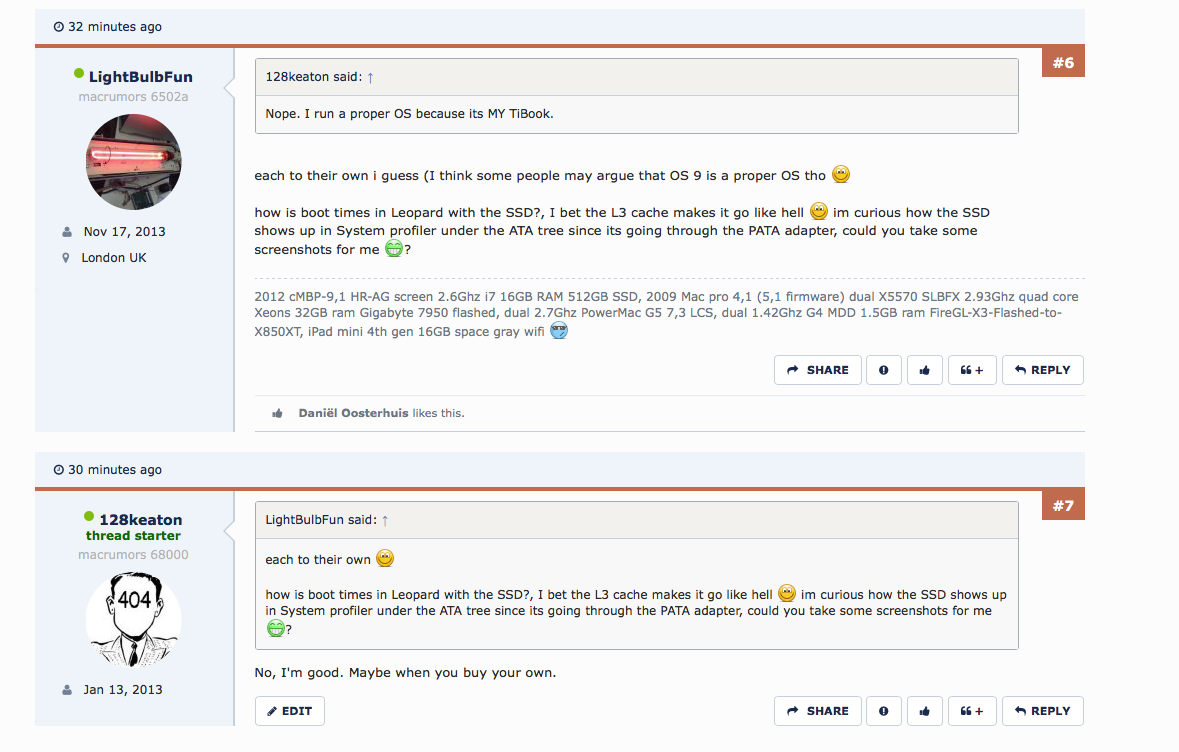 32 minutes ago
LightBulbFun
macrumors 6502a
Nov 17, 2013
London UK
#6
128keaton said: ↑
Nope. I run a proper OS because its MY TiBook.
each to their own i guess (I think some people may argue that OS 9 is a proper OS tho
how is boot times in Leopard with the SSD?, I bet the L3 cache makes it go like hell im curious how the SSD
shows up in System profiler under the ATA tree since its going through the PATA adapter, could you take some
screenshots for me ?
2012 cMBP-9,1 HR-AG screen 2.6Ghz i7 16GB RAM 512GB SSD, 2009 Mac pro 4,1 (5,1 firmware) dual X5570 SLBFX 2.93Ghz quad core
Xeons 32GB ram Gigabyte 7950 flashed, dual 2.7Ghz PowerMac G5 7,3 LCS, dual 1.42Ghz G4 MDD 1.5GB ram FireGL-X3-Flashed-to-
X850XT, iPad mini 4th gen 16GB space gray wifi
SHARE
REPLY
Daniël Oosterhuis likes this.
30 minutes ago
128keaton
thread starter
macrumors 68000
404
Jan 13, 2013
#7
LightBulbFun said: ↑
each to their own
how is boot times in Leopard with the SSD?, I bet the L3 cache makes it go like hell im curious how the SSD shows up
in System profiler under the ATA tree since its going through the PATA adapter, could you take some screenshots for me
?
No, I'm good. Maybe when you buy your own.
EDIT
SHARE
REPLY